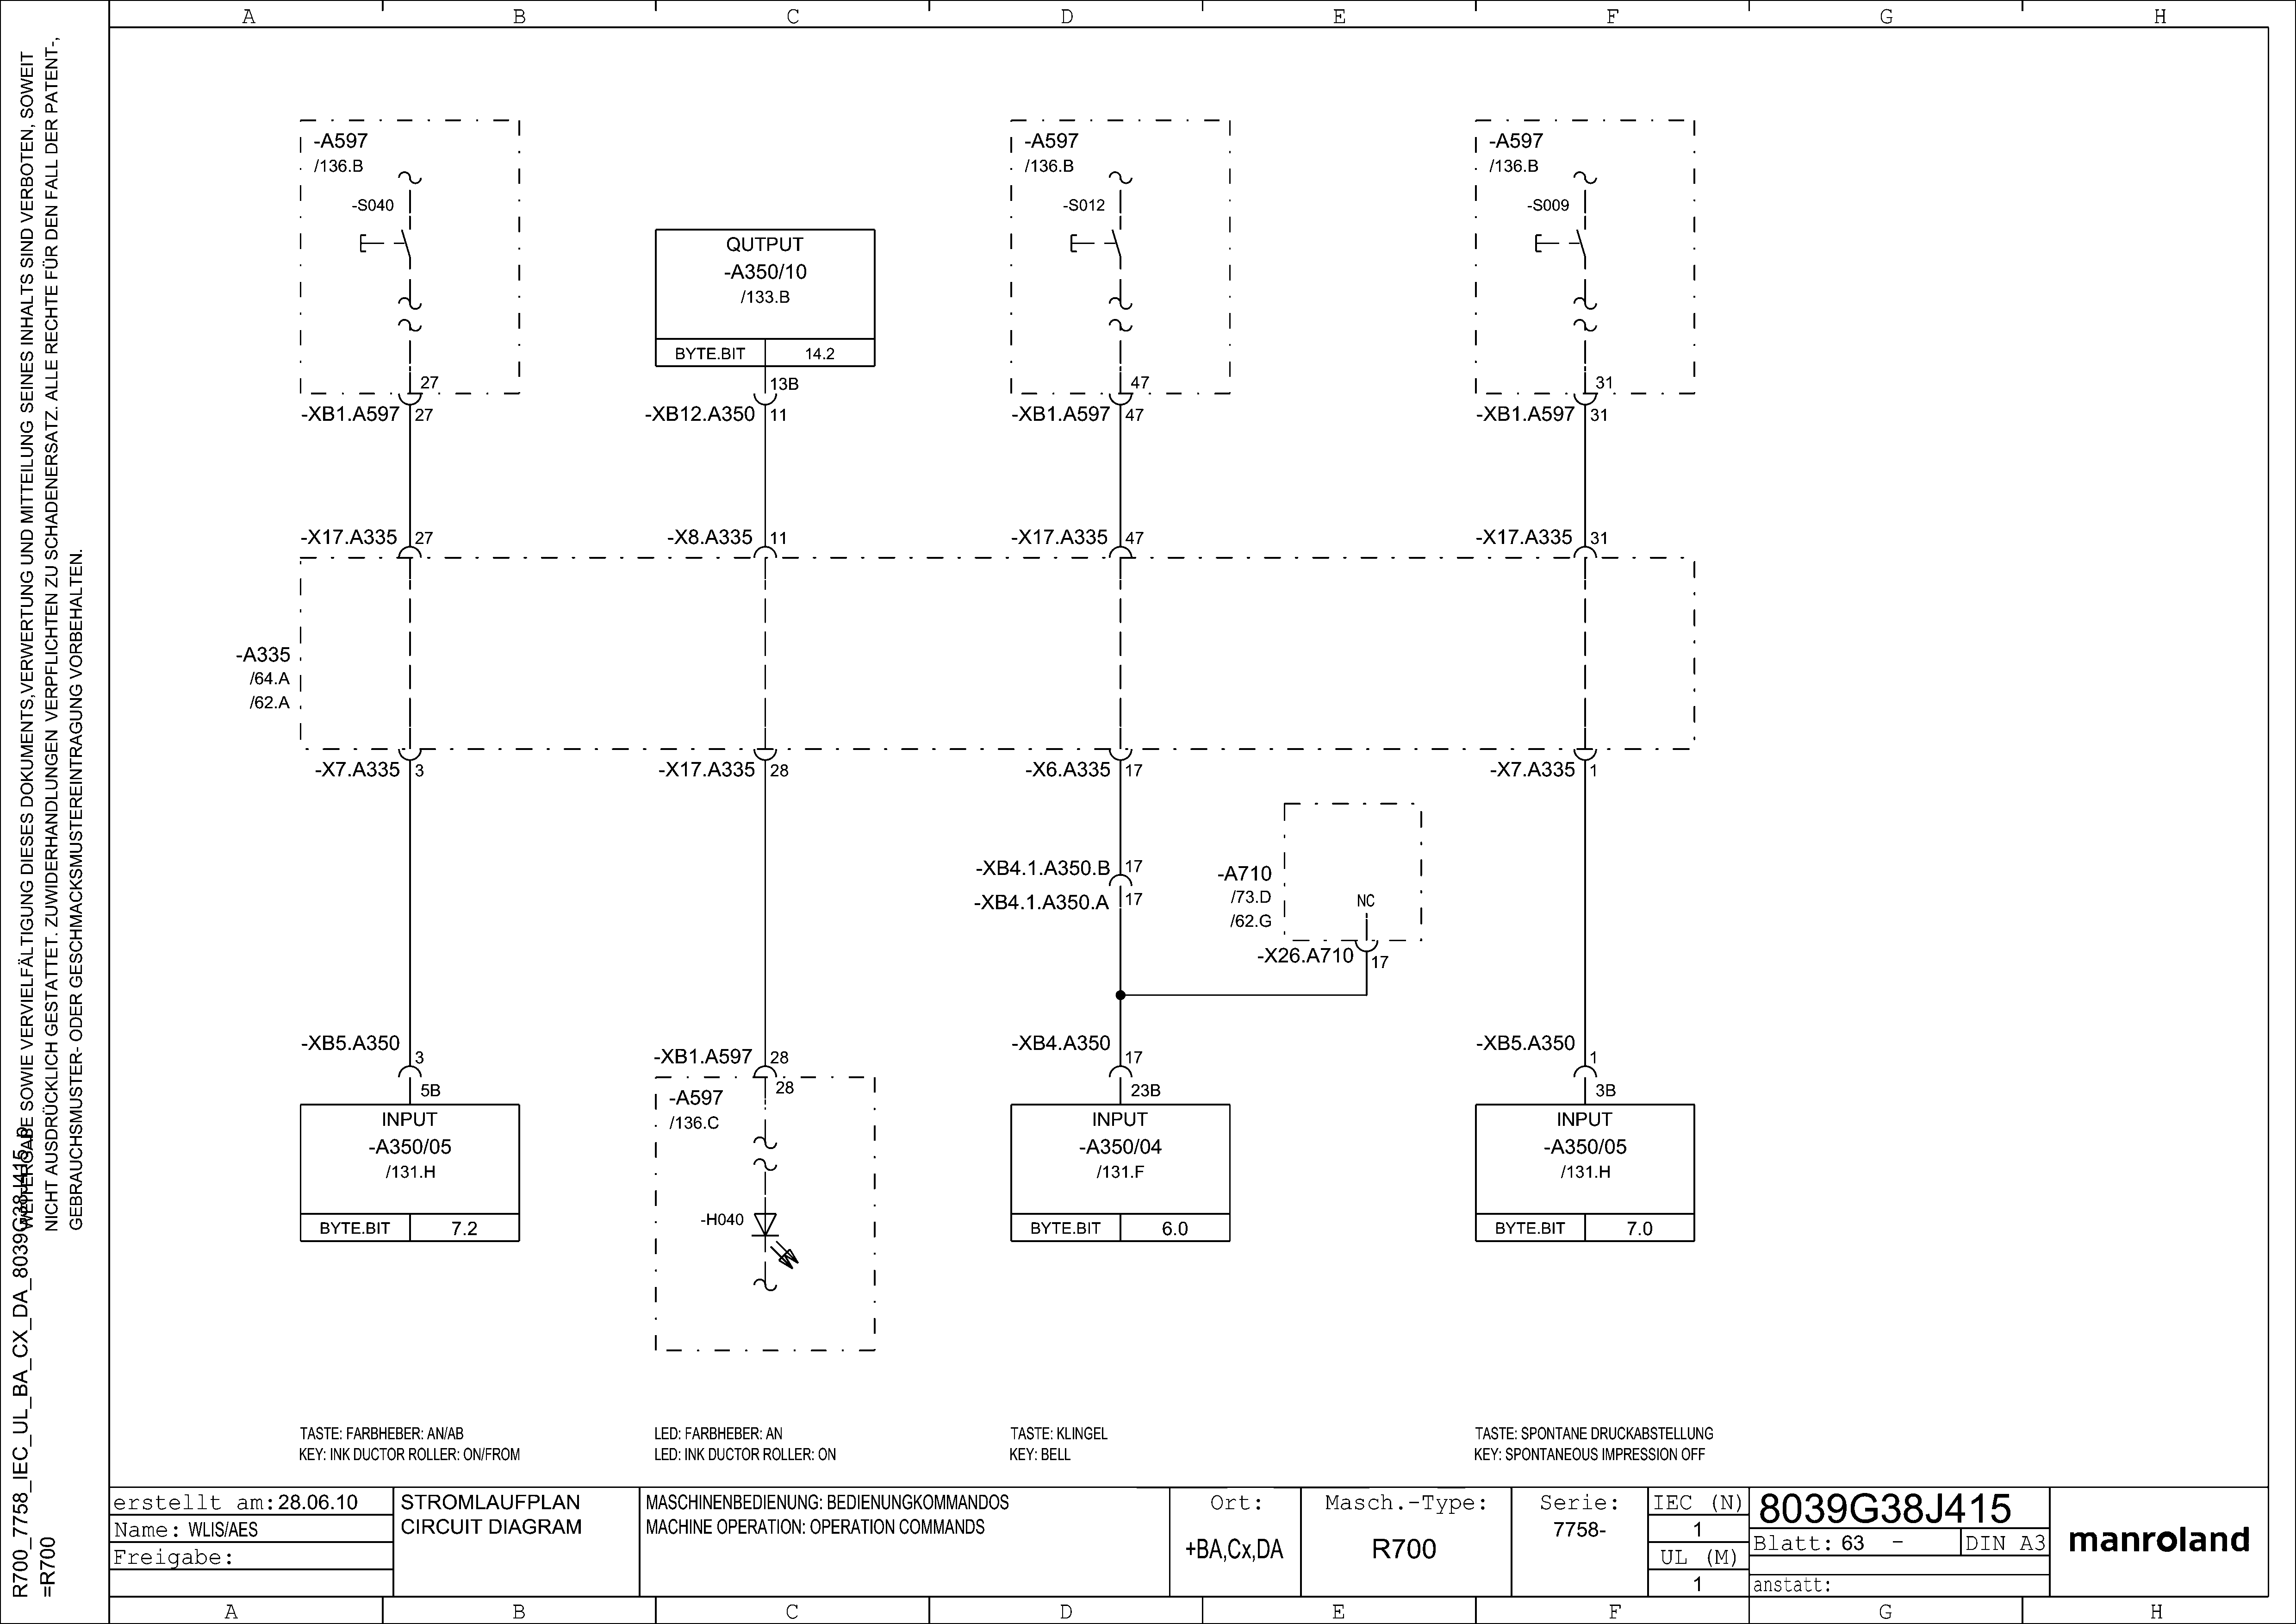 A B C D E F G H
WEITERGABE SOWIE VERVIELFÄLTIGUNG DIESES DOKUMENTS,VERWERTUNG UND MITTEILUNG SEINES INHALTS SIND VERBOTEN, SOWEIT
NICHT AUSDRÜCKLICH GESTATTET. ZUWIDERHANDLUNGEN VERPFLICHTEN ZU SCHADENERSATZ. ALLE RECHTE FÜR DEN FALL DER PATENT-,
GEBRAUCHSMUSTER- ODER GESCHMACKSMUSTEREINTRAGUNG VORBEHALTEN.
R700_7758_IEC_UL_BA_CX_DA_8039G38J415_D
=R700
-A597
/136.B
-S040
27
-XB1.A597 27
QUTPUT
-A350/10
/133.B
BYTE.BIT 14.2
13B
-XB12.A350 11
-A597
/136.B
-S012
47
-XB1.A597 47
-A597
/136.B
-S009
31
-XB1.A597 31
-X17.A335 27
-X8.A335 11
-X17.A335 47
-X17.A335 31
-A335
/64.A
/62.A
-X7.A335 3
-X17.A335 28
-X6.A335 17
-X7.A335 1
-XB4.1.A350.B 17
-XB4.1.A350.A 17
-A710
/73.D
/62.G
NC
-X26.A710 17
-XB5.A350 3
5B
INPUT
-A350/05
/131.H
BYTE.BIT 7.2
-XB1.A597 28
28
-A597
/136.C
-H040
-XB4.A350 17
23B
INPUT
-A350/04
/131.F
BYTE.BIT 6.0
-XB5.A350 1
3B
INPUT
-A350/05
/131.H
BYTE.BIT 7.0
TASTE: FARBHEBER: AN/AB
KEY: INK DUCTOR ROLLER: ON/FROM
LED: FARBHEBER: AN
LED: INK DUCTOR ROLLER: ON
TASTE: KLINGEL
KEY: BELL
TASTE: SPONTANE DRUCKABSTELLUNG
KEY: SPONTANEOUS IMPRESSION OFF
erstellt am: 28.06.10
Name: WLIS/AES
Freigabe:
STROMLAUFPLAN
CIRCUIT DIAGRAM
MASCHINENBEDIENUNG: BEDIENUNGKOMMANDOS
MACHINE OPERATION: OPERATION COMMANDS
Ort:
+BA,Cx,DA
Masch.-Type:
R700
Serie:
7758-
IEC (N)
1
UL (M)
1
8039G38J415
Blatt: 63 - DIN A3
anstatt:
manroland
A B C D E F G H